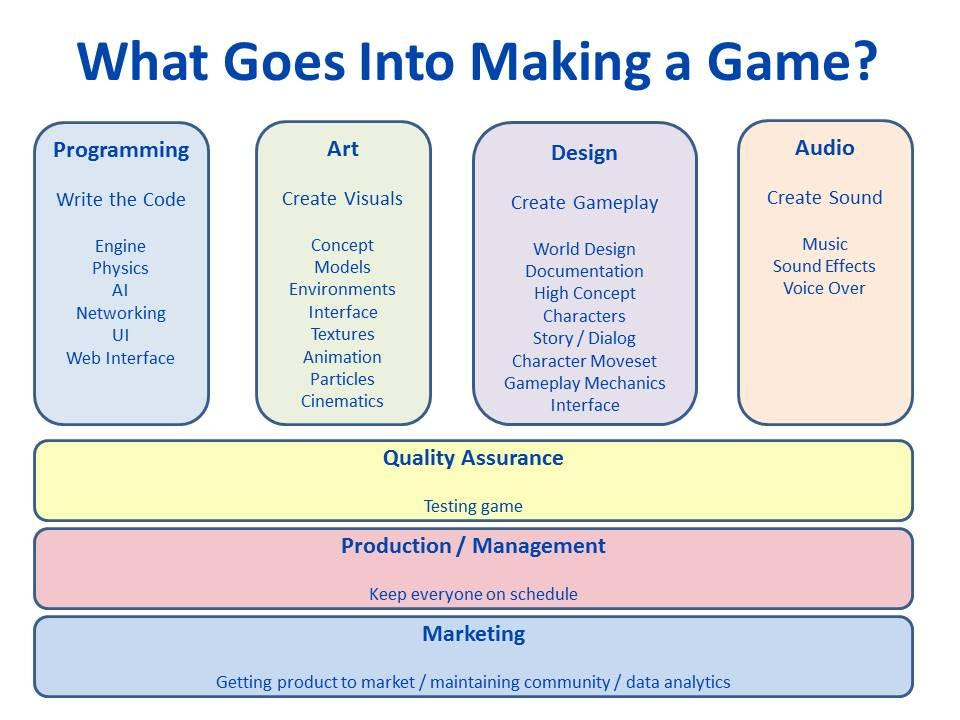 What Goes Into Making a Game?
Programming
Write the Code
Engine
Physics
AI
Networking
UI
Web Interface
Art
Create Visuals
Concept
Models
Environments
Interface
Textures
Animation
Particles
Cinematics
Design
Create Gameplay
World Design
Documentation
High Concept
Characters
Story / Dialog
Character Moveset
Gameplay Mechanics
Interface
Audio
Create Sound
Music
Sound Effects
Voice Over
Quality Assurance
Testing game
Production / Management
Keep everyone on schedule
Marketing
Getting product to market / maintaining community / data analytics